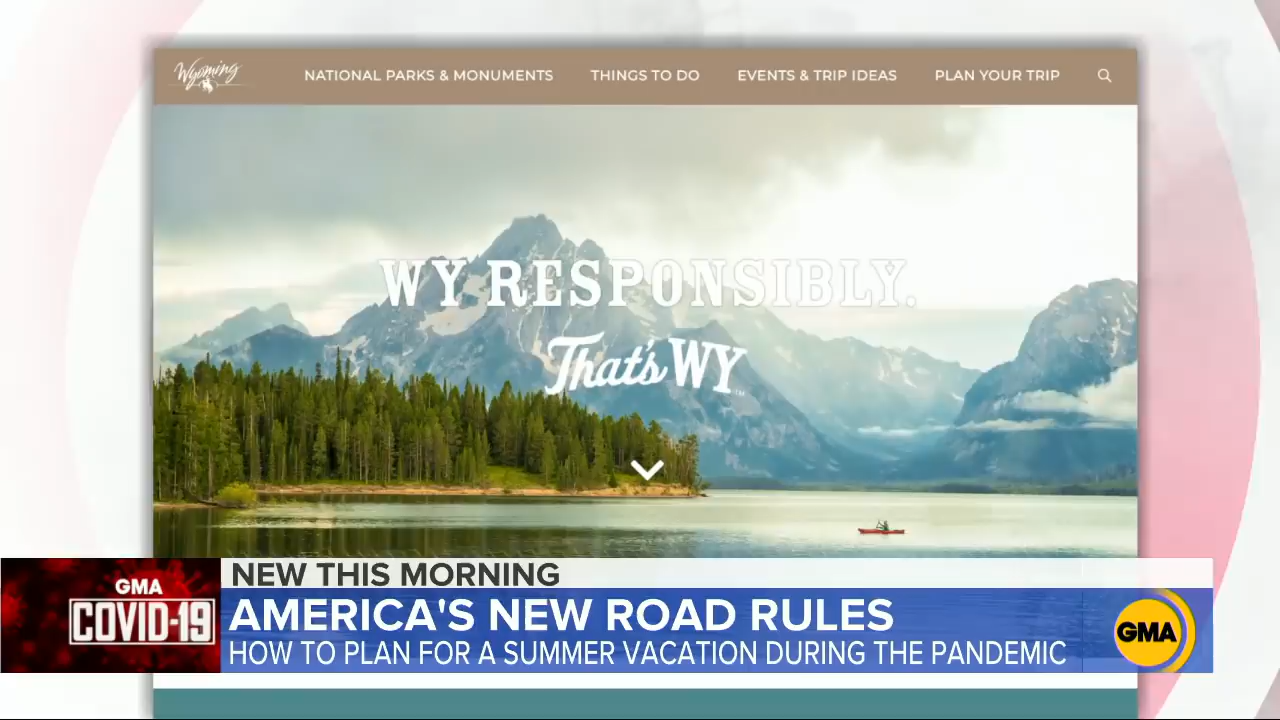 Wyoming
NATIONAL PARKS & MONUMENTS THINGS TO DO EVENTS & TRIP IDEAS PLAN YOUR TRIP
WY RESPONSIBLY.
That's WY™
NEW THIS MORNING
GMA
COVID-19
AMERICA'S NEW ROAD RULES
HOW TO PLAN FOR A SUMMER VACATION DURING THE PANDEMIC
GMA